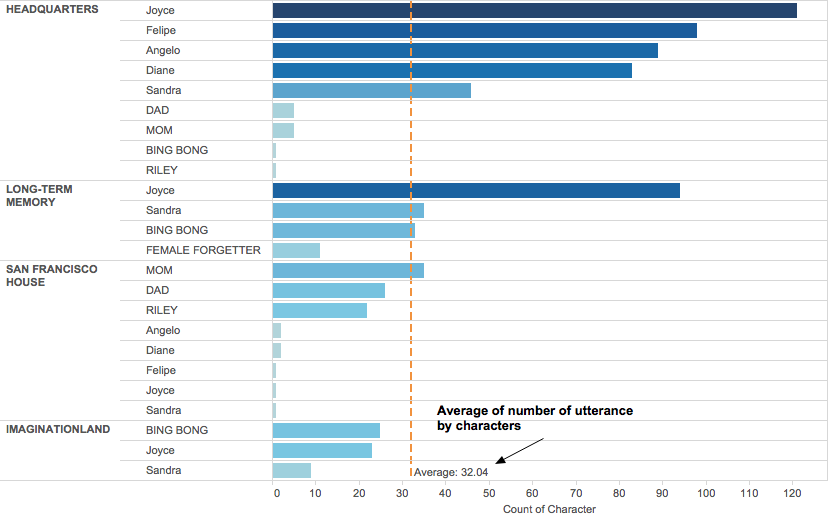 HEADQUARTERS
Joyce
Felipe
Angelo
Diane
Sandra
DAD
MOM
BING BONG
RILEY
LONG-TERM
MEMORY
Joyce
Sandra
BING BONG
FEMALE FORGETTER
SAN FRANCISCO
HOUSE
MOM
DAD
RILEY
Angelo
Diane
Felipe
Joyce
Sandra
IMAGINATIONLAND
BING BONG
Joyce
Sandra
Average of number of utterance
by characters
Average: 32.04
0 10 20 30 40 50 60 70 80 90 100 110 120
Count of Character